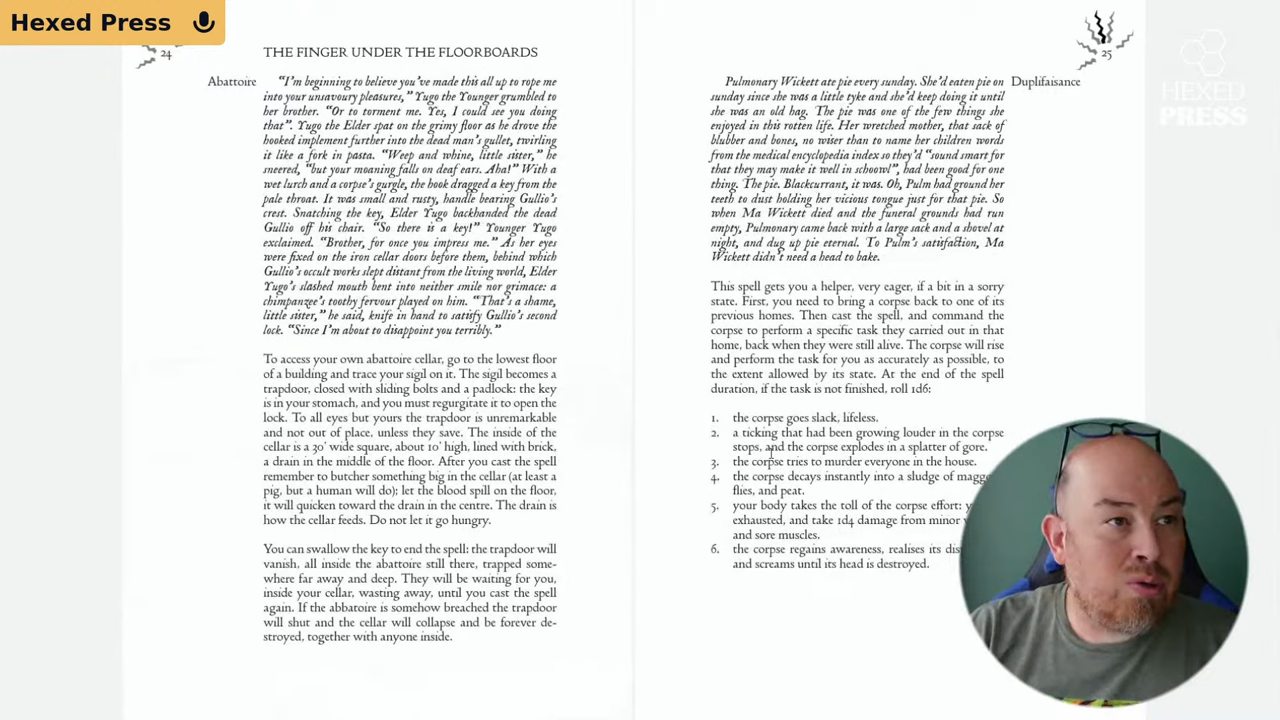 Hexed Press
24
THE FINGER UNDER THE FLOORBOARDS
Abattoire
“I’m beginning to believe you’ve made this all up to rope me
into your unsavoury pleasures,” Yugo the Younger grumbled to
her brother. “Or to torment me. Yes, I could see you doing
that”. Yugo the Elder spat on the grimy floor as he drove the
hooked implement further into the dead man’s gullet, twirling
it like a fork in pasta. “Weep and whine, little sister,” he
sneered, “but your moaning falls on deaf ears. Aha!” With a
wet lurch and a corpse’s gurgle, the hook dragged a key from the
pale throat. It was small and rusty, handle bearing Gullio’s
crest. Snatching the key, Elder Yugo backhanded the dead
Gullio off his chair. “So there is a key!” Younger Yugo
exclaimed. “Brother, for once you impress me.” As her eyes
were fixed on the iron cellar doors before them, behind which
Gullio’s occult works slept distant from the living world, Elder
Yugo’s slashed mouth bent into neither smile nor grimace: a
chimpanzee’s toothy fervour played on him. “That’s a shame,
little sister,” he said, knife in hand to satisfy Gullio’s second
lock. “Since I’m about to disappoint you terribly.”
To access your own abattoire cellar, go to the lowest floor
of a building and trace your sigil on it. The sigil becomes a
trapdoor, closed with sliding bolts and a padlock: the key
is in your stomach, and you must regurgitate it to open the
lock. To all eyes but yours the trapdoor is unremarkable
and not out of place, unless they save. The inside of the
cellar is a 30’ wide square, about 10’ high, lined with brick,
a drain in the middle of the floor. After you cast the spell
remember to butcher something big in the cellar (at least a
pig, but a human will do); let the blood spill on the floor,
it will quicken toward the drain in the centre. The drain is
how the cellar feeds. Do not let it go hungry.
You can swallow the key to end the spell: the trapdoor will
vanish, all inside the abattoire still there, trapped some-
where far away and deep. They will be waiting for you,
inside your cellar, wasting away, until you cast the spell
again. If the abbatoire is somehow breached the trapdoor
will shut and the cellar will collapse and be forever de-
stroyed, together with anyone inside.
25
Duplifaisance
Pulmonary Wickett ate pie every sunday. She’d eaten pie on
sunday since she was a little tyke and she’d keep doing it until
she was an old hag. The pie was one of the few things she
enjoyed in this rotten life. Her wretched mother, that sack of
blubber and bones, no wiser than to name her children words
from the medical encyclopedia index so they’d “sound smart for
that they may make it well in schoowl”, had been good for one
thing. The pie. Blackcurrant, it was. Oh, Pulm had ground her
teeth to dust holding her vicious tongue just for that pie. So
when Ma Wickett died and the funeral grounds had run
empty, Pulmonary came back with a large sack and a shovel at
night, and dug up pie eternal. To Pulm’s satisfaction, Ma
Wickett didn’t need a head to bake.
This spell gets you a helper, very eager, if a bit in a sorry
state. First, you need to bring a corpse back to one of its
previous homes. Then cast the spell, and command the
corpse to perform a specific task they carried out in that
home, back when they were still alive. The corpse will rise
and perform the task for you as accurately as possible, to
the extent allowed by its state. At the end of the spell
duration, if the task is not finished, roll 1d6:
1. the corpse goes slack, lifeless.
2. a ticking that had been growing louder in the corpse
stops, and the corpse explodes in a splatter of gore.
3. the corpse tries to murder everyone in the house.
4. the corpse decays instantly into a sludge of
flies, and peat.
5. your body takes the toll of the corpse effort:
exhausted, and take 1d4 damage from minor
and sore muscles.
6. the corpse regains awareness, realises its
and screams until its head is destroyed.
HEXED
PRESS